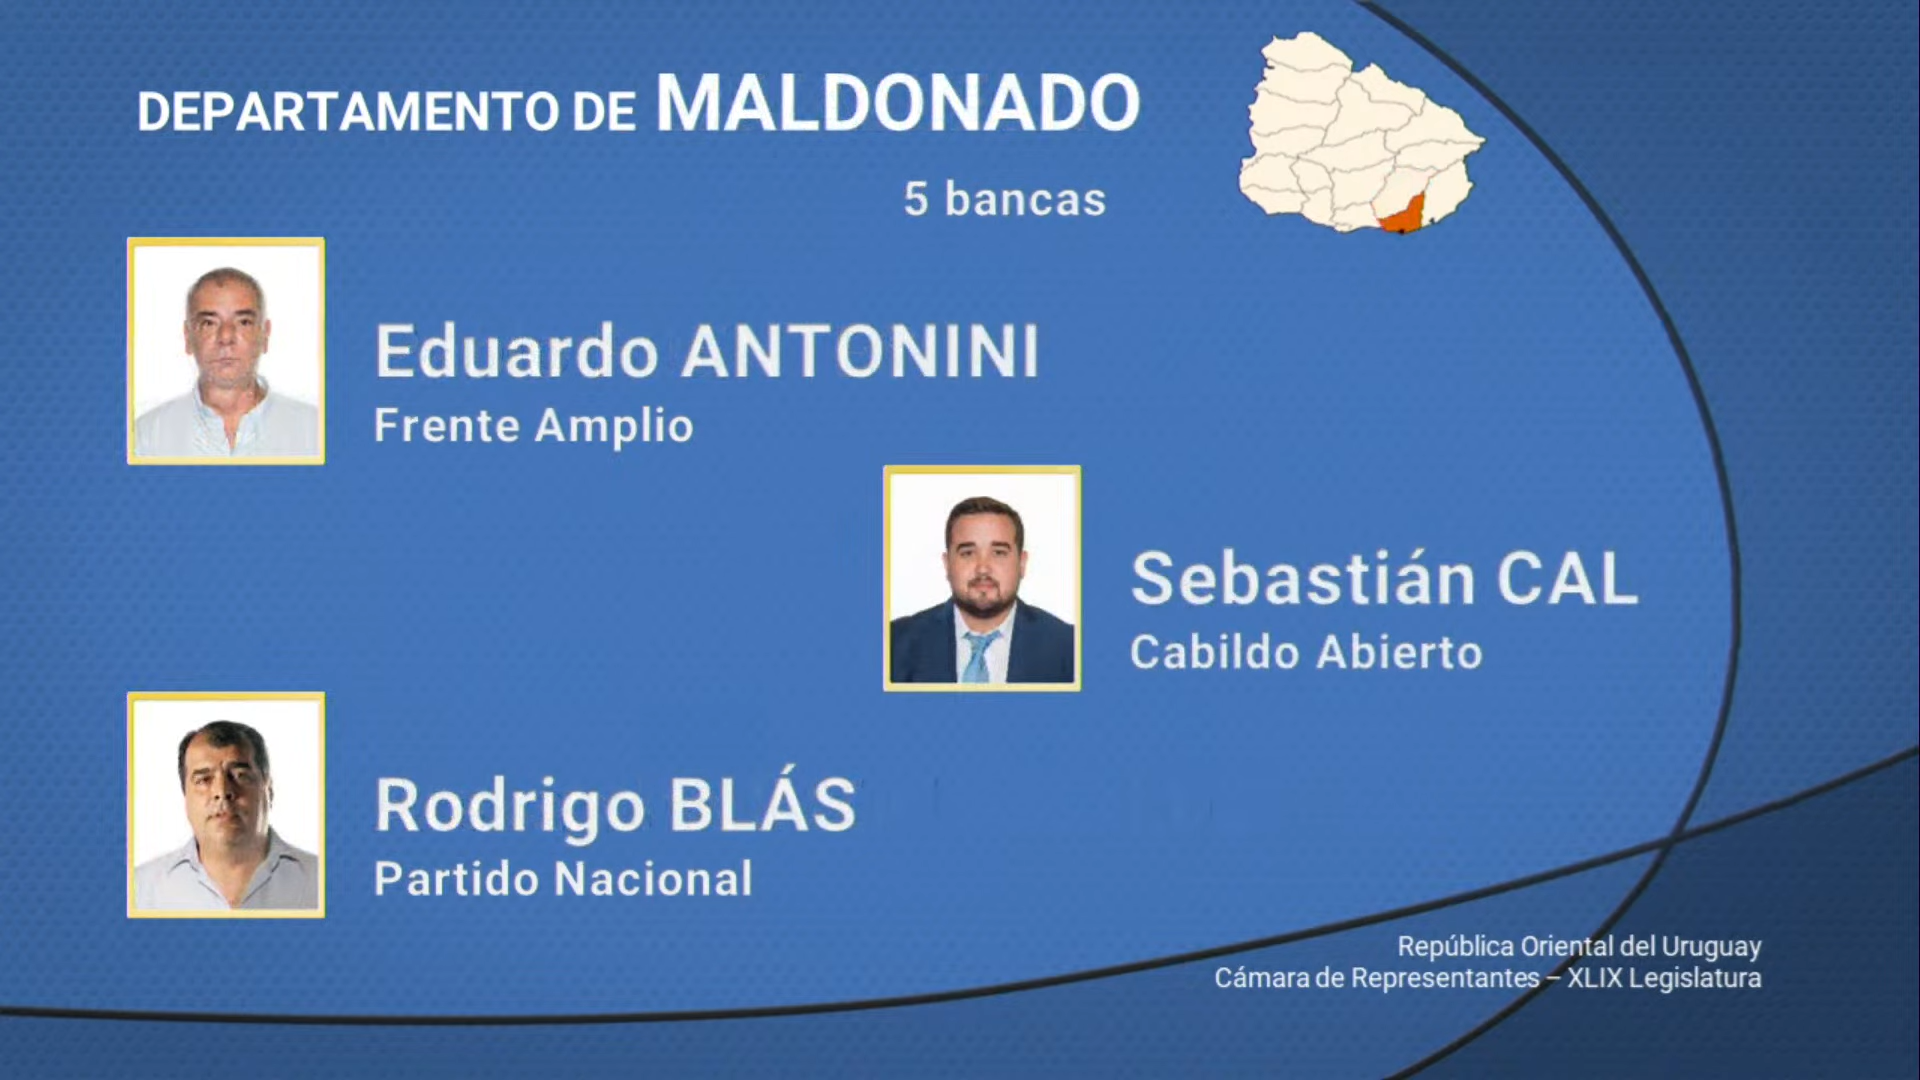 DEPARTAMENTO DE MALDONADO
5 bancas
Eduardo ANTONINI
Frente Amplio
Sebastián CAL
Cabildo Abierto
Rodrigo BLÁS
Partido Nacional
República Oriental del Uruguay
Cámara de Representantes – XLIX Legislatura